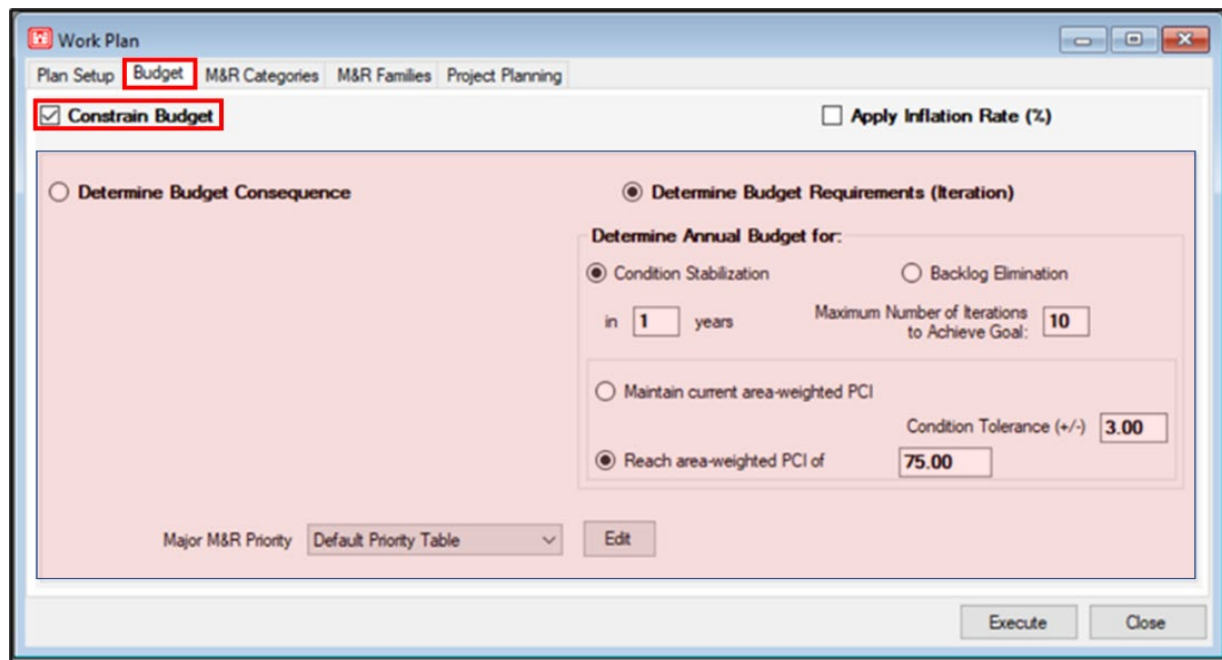 Work Plan
Plan Setup Budget M&R Categories M&R Families Project Planning
Constrain Budget Apply Inflation Rate (%)
Determine Budget Consequence Determine Budget Requirements (Iteration)
Determine Annual Budget for:
Condition Stabilization Backlog Elimination
in 1 years Maximum Number of Iterations to Achieve Goal: 10
Maintain current area-weighted PCI
Condition Tolerance (+/-) 3.00
Reach area-weighted PCI of 75.00
Major M&R Priority Default Priority Table Edit
Execute Close